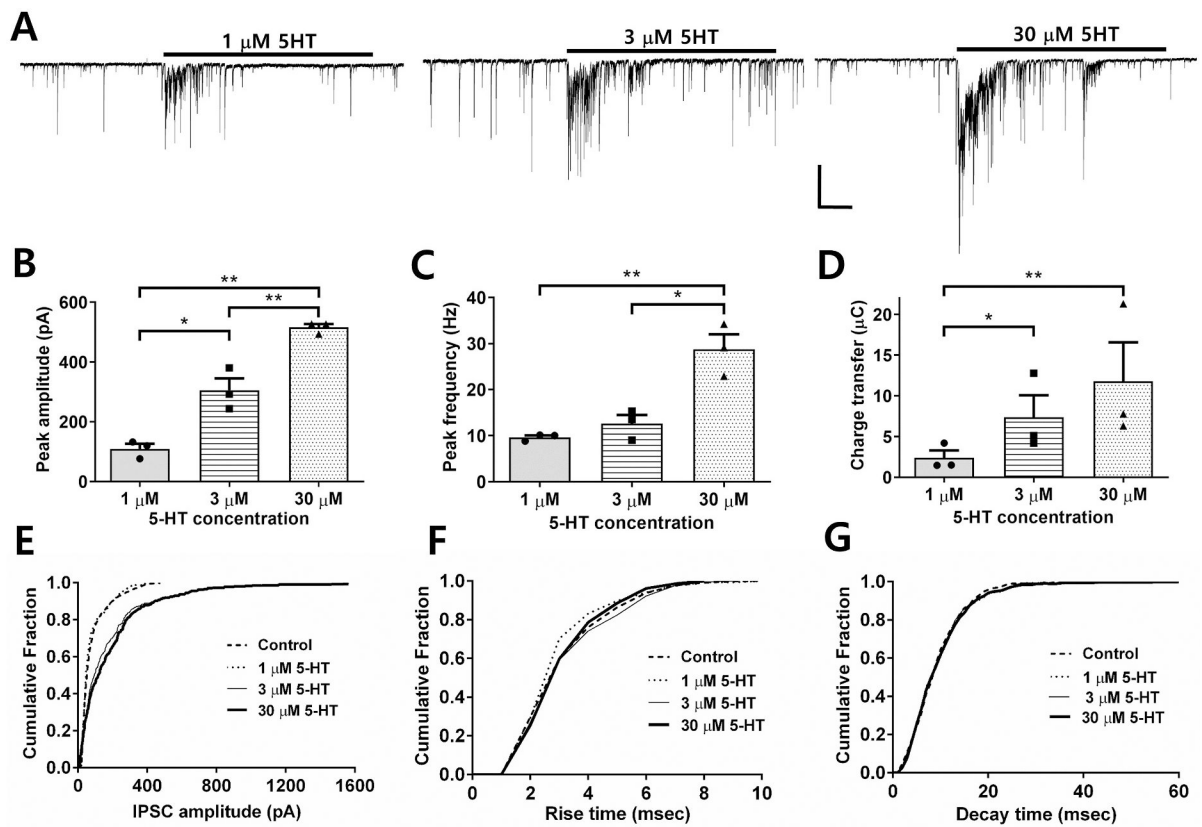 A
1 μM 5HT
3 μM 5HT
30 μM 5HT
B
C
D
Peak amplitude (pA)
600
400
200
0
*
**
**
1 μM
3 μM
30 μM
5-HT concentration
Peak frequency (Hz)
40
30
20
10
0
**
*
1 μM
3 μM
30 μM
5-HT concentration
Charge transfer (μC)
20
15
10
5
0
**
*
1 μM
3 μM
30 μM
5-HT concentration
E
F
G
Cumulative Fraction
1.0
0.8
0.6
0.4
0.2
0.0
Control
1 μM 5-HT
3 μM 5-HT
30 μM 5-HT
0 400 800 1200 1600
IPSC amplitude (pA)
Cumulative Fraction
1.0
0.8
0.6
0.4
0.2
0.0
Control
1 μM 5-HT
3 μM 5-HT
30 μM 5-HT
0 2 4 6 8 10
Rise time (msec)
Cumulative Fraction
1.0
0.8
0.6
0.4
0.2
0.0
Control
1 μM 5-HT
3 μM 5-HT
30 μM 5-HT
0 20 40 60
Decay time (msec)